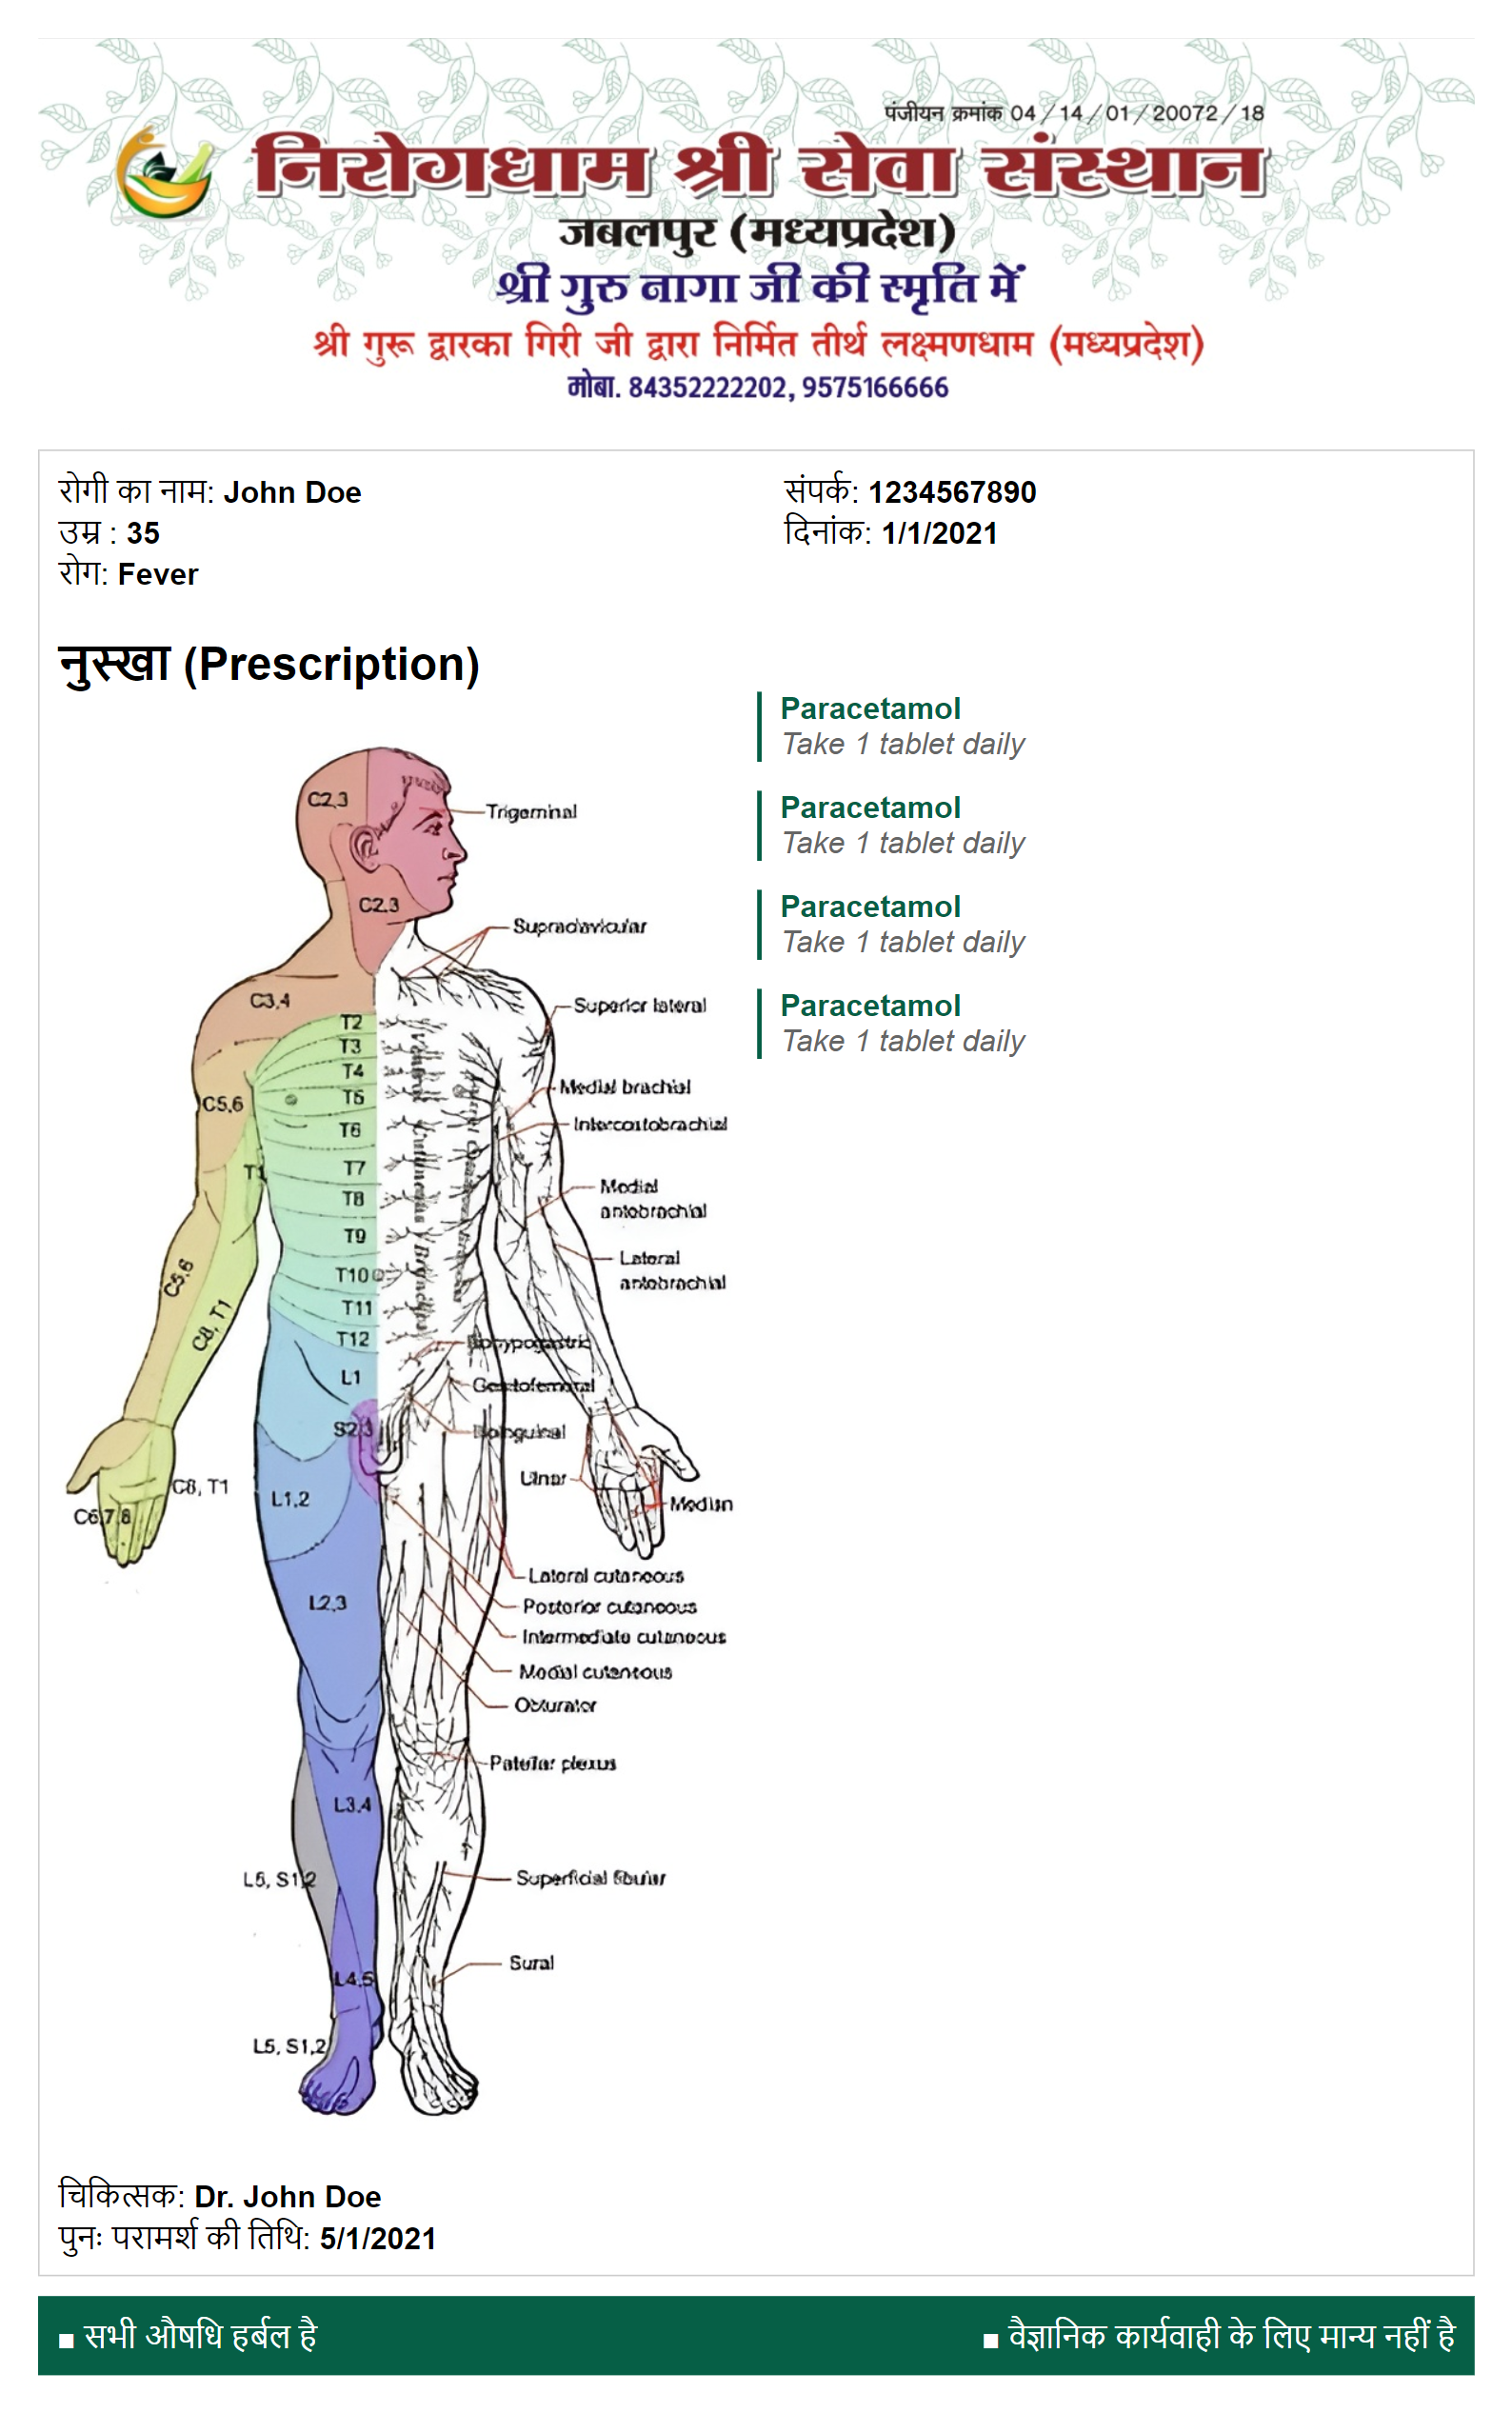 पंजीयन क्रमांक 04/14/01/20072/18
निरोगधाम श्री सेवा संस्थान
जबलपुर (मध्यप्रदेश)
श्री गुरु नागा जी की स्मृति में
श्री गुरू द्वारका गिरी जी द्वारा निर्मित तीर्थ लक्ष्मणधाम (मध्यप्रदेश)
मोबा. 84352222202, 9575166666
रोगी का नाम: John Doe
उम्र : 35
रोग: Fever
संपर्क: 1234567890
दिनांक: 1/1/2021
नुस्खा (Prescription)
C2,3
Trigeminal
C2,3
C3,4
T2
T3
T4
T5
T6
T7
T8
T9
T10
T11
T12
L1
S2,3
C5,6
T1
C5,6
C8, T1
C8, T1
C6,7,8
L1,2
L2,3
L3,4
L5, S1,2
L4,5
L5, S1,2
Superior lateral
Medial brachial
Intercostobrachial
Medial
antebrachial
Lateral
antebrachial
Ulnar
Median
Lateral cutaneous
Posterior cutaneous
Intermediate cutaneous
Medial cutaneous
Obturator
plexus
Superficial
Sural
Paracetamol
Take 1 tablet daily
Paracetamol
Take 1 tablet daily
Paracetamol
Take 1 tablet daily
Paracetamol
Take 1 tablet daily
चिकित्सक: Dr. John Doe
पुनः परामर्श की तिथि: 5/1/2021
▪ सभी औषधि हर्बल है
▪ वैज्ञानिक कार्यवाही के लिए मान्य नहीं है